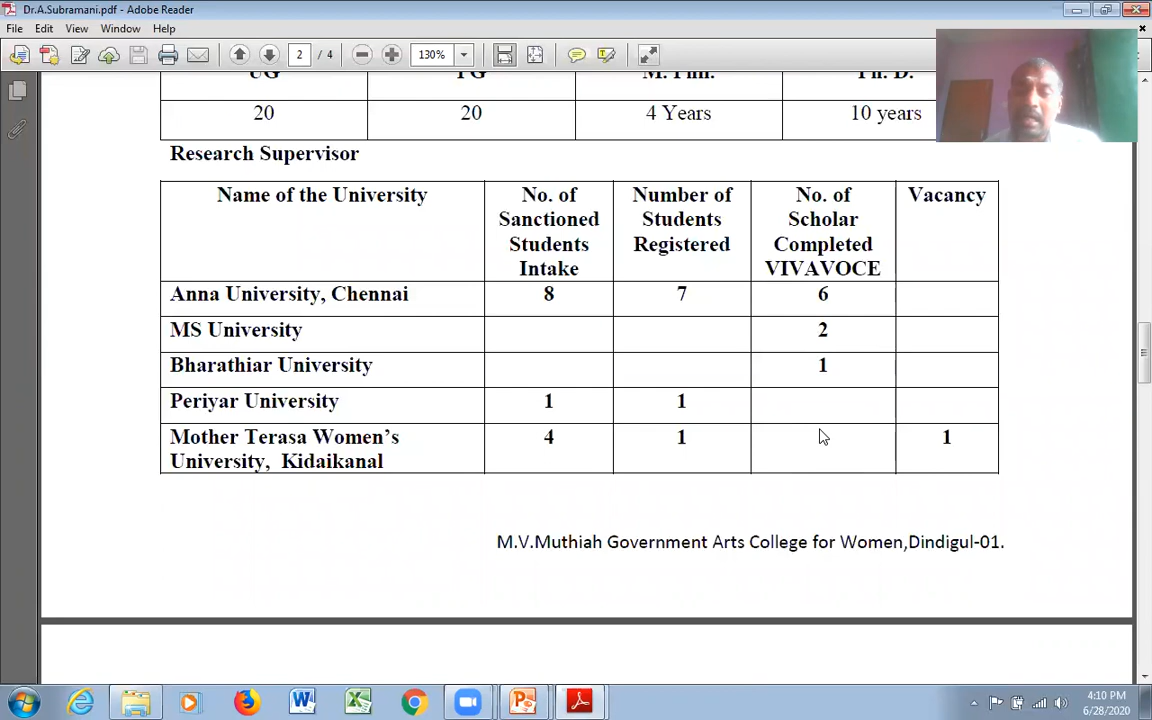 Dr.A.Subramani.pdf - Adobe Reader
File Edit View Window Help
2 / 4 130%
UG PG M. Phil. Ph. D.
20 20 4 Years 10 years
Research Supervisor
Name of the University No. of Sanctioned Students Intake Number of Students Registered No. of Scholar Completed VIVAVOCE Vacancy
Anna University, Chennai 8 7 6
MS University 2
Bharathiar University 1
Periyar University 1 1
Mother Terasa Women's 4 1 1
University, Kidaikanal
M.V.Muthiah Government Arts College for Women,Dindigul-01.
4:10 PM
6/28/2020